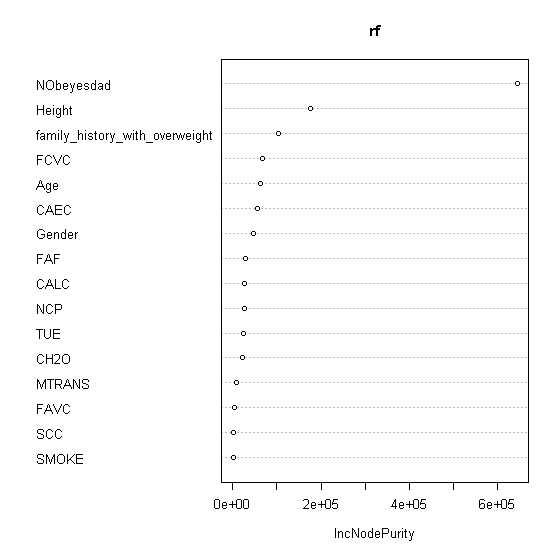 rf
NObeyesdad
Height
family_history_with_overweight
FCVC
Age
CAEC
Gender
FAF
CALC
NCP
TUE
CH2O
MTRANS
FAVC
SCC
SMOKE
0e+00 2e+05 4e+05 6e+05
IncNodePurity